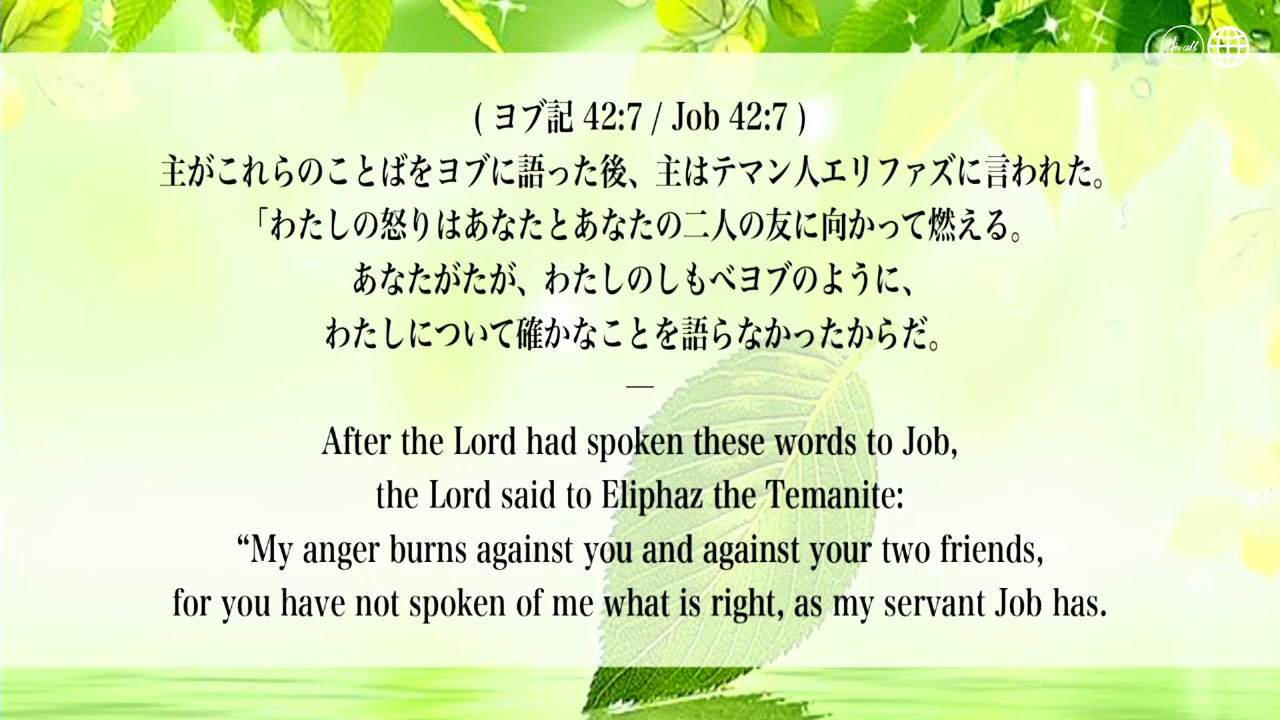 ( ヨブ記 42:7 / Job 42:7 )
主がこれらのことばをヨブに語った後、主はテマン人エリファズに言われた。
「わたしの怒りはあなたとあなたの二人の友に向かって燃える。
あなたがたが、わたしのしもべヨブのように、
わたしについて確かなことを語らなかったからだ。
—
After the Lord had spoken these words to Job,
the Lord said to Eliphaz the Temanite:
“My anger burns against you and against your two friends,
for you have not spoken of me what is right, as my servant Job has.